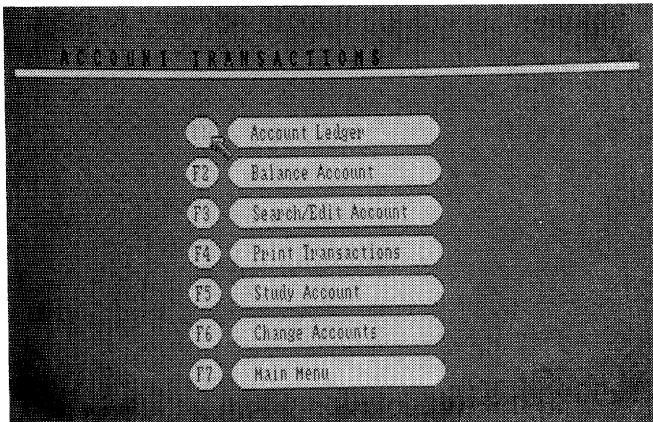 ACCOUNT TRANSACTIONS
Account Ledger
F2 Balance Account
F3 Search/Edit Account
F4 Print Transactions
F5 Study Account
F6 Change Accounts
F7 Main Menu